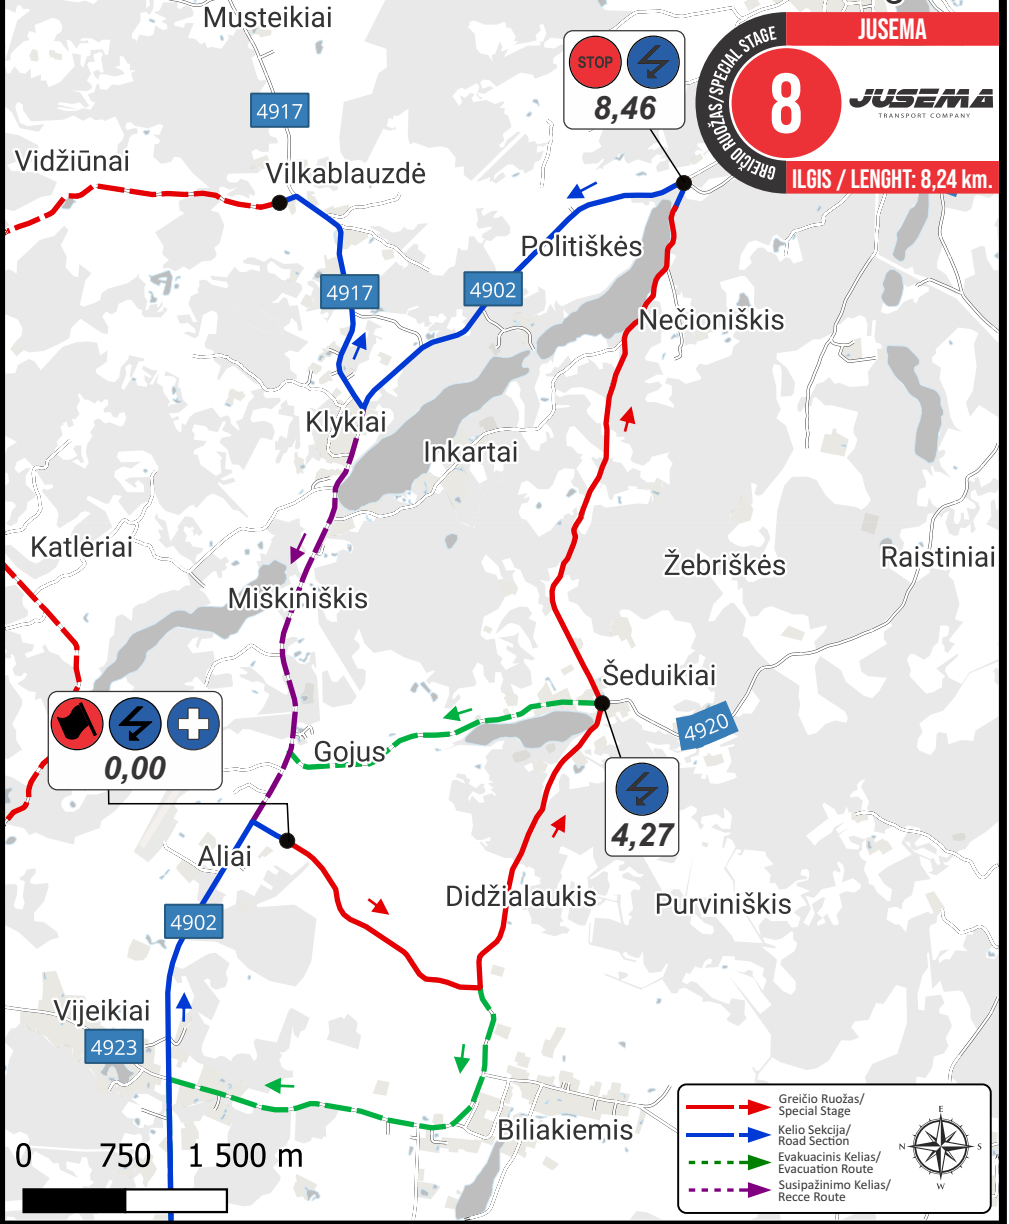 Musteikiai
STOP
8,46
GREIČIO RUOŽAS/SPECIAL STAGE
8
JUSEMA
JUSEMA
TRANSPORT COMPANY
ILGIS / LENGHT: 8,24 km.
4917
Vidžiūnai
Vilkablauzdė
Politiškės
4917
4902
Nečioniškis
Klykiai
Inkartai
Katlėriai
Žebriškės
Raistiniai
Miškiniškis
Šeduikiai
4920
0,00
Gojus
4,27
Aliai
Didžialaukis
Purviniškis
4902
Vijeikiai
4923
Biliakiemis
0 750 1 500 m
Greičio Ruožas/
Special Stage
Kelio Sekcija/
Road Section
Evakuacinis Kelias/
Evacuation Route
Susipažinimo Kelias/
Recce Route
E
N
S
W